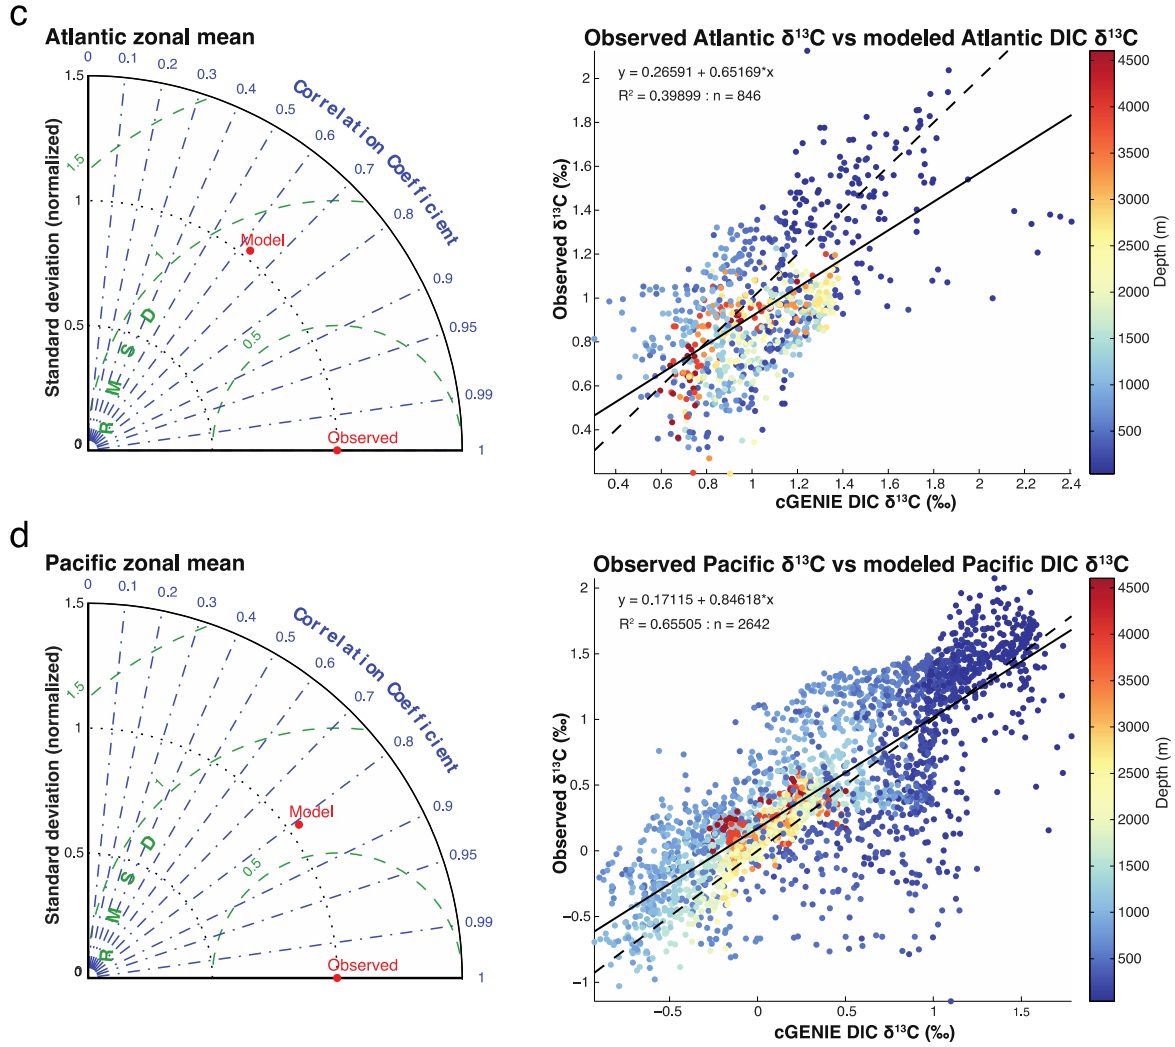 c
Atlantic zonal mean
0
0.1
0.2
0.3
0.4
0.5
0.6
0.7
0.8
0.9
0.95
0.99
1
Correlation Coefficient
1.5
1
0.5
0
Standard deviation (normalized)
1.5
1
0.5
R M S D
Model
Observed
Observed Atlantic δ¹³C vs modeled Atlantic DIC δ¹³C
y = 0.26591 + 0.65169*x
R² = 0.39899 : n = 846
2
1.8
1.6
1.4
1.2
1
0.8
0.6
0.4
Observed δ¹³C (‰)
0.4 0.6 0.8 1 1.2 1.4 1.6 1.8 2 2.2 2.4
cGENIE DIC δ¹³C (‰)
4500
4000
3500
3000
2500
2000
1500
1000
500
Depth (m)
d
Pacific zonal mean
0
0.1
0.2
0.3
0.4
0.5
0.6
0.7
0.8
0.9
0.95
0.99
1
Correlation Coefficient
1.5
1
0.5
0
Standard deviation (normalized)
1.5
1
0.5
R M S D
Model
Observed
Observed Pacific δ¹³C vs modeled Pacific DIC δ¹³C
y = 0.17115 + 0.84618*x
R² = 0.65505 : n = 2642
2
1.5
1
0.5
0
−0.5
−1
Observed δ¹³C (‰)
−0.5 0 0.5 1 1.5
cGENIE DIC δ¹³C (‰)
4500
4000
3500
3000
2500
2000
1500
1000
500
Depth (m)